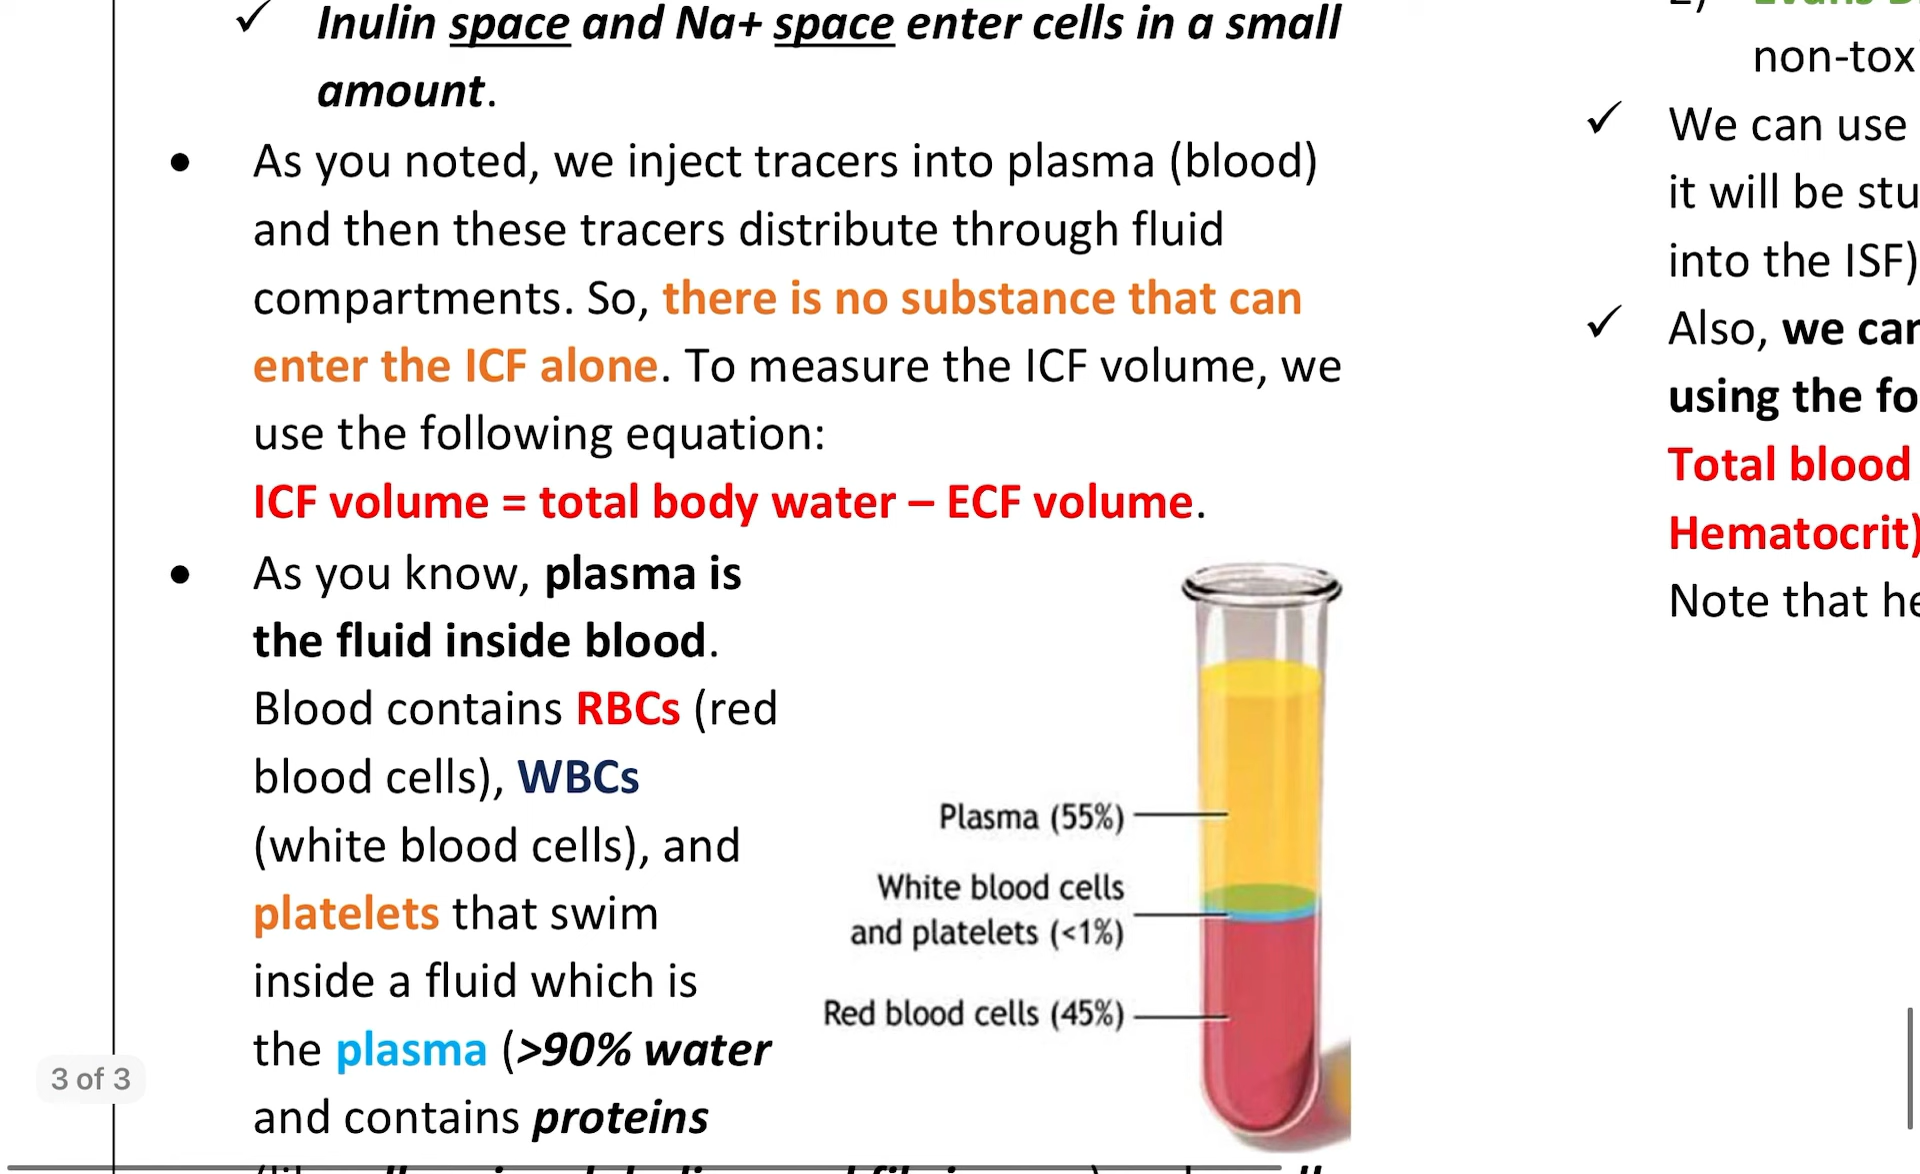 ✓ Inulin space and Na+ space enter cells in a small
amount.
• As you noted, we inject tracers into plasma (blood)
and then these tracers distribute through fluid
compartments. So, there is no substance that can
enter the ICF alone. To measure the ICF volume, we
use the following equation:
ICF volume = total body water – ECF volume.
• As you know, plasma is
the fluid inside blood.
Blood contains RBCs (red
blood cells), WBCs
(white blood cells), and
platelets that swim
inside a fluid which is
the plasma (>90% water
and contains proteins
Plasma (55%)
White blood cells
and platelets (<1%)
Red blood cells (45%)
3 of 3
non-tox
✓ We can use
it will be stu
into the ISF)
✓ Also, we can
using the fo
Total blood
Hematocrit)
Note that he